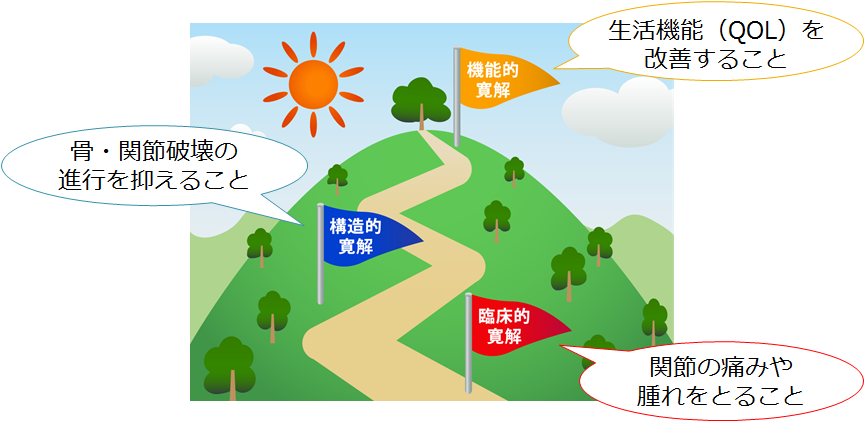 生活機能（QOL）を
改善すること
機能的
寛解
骨・関節破壊の
進行を抑えること
構造的
寛解
臨床的
寛解
関節の痛みや
腫れをとること